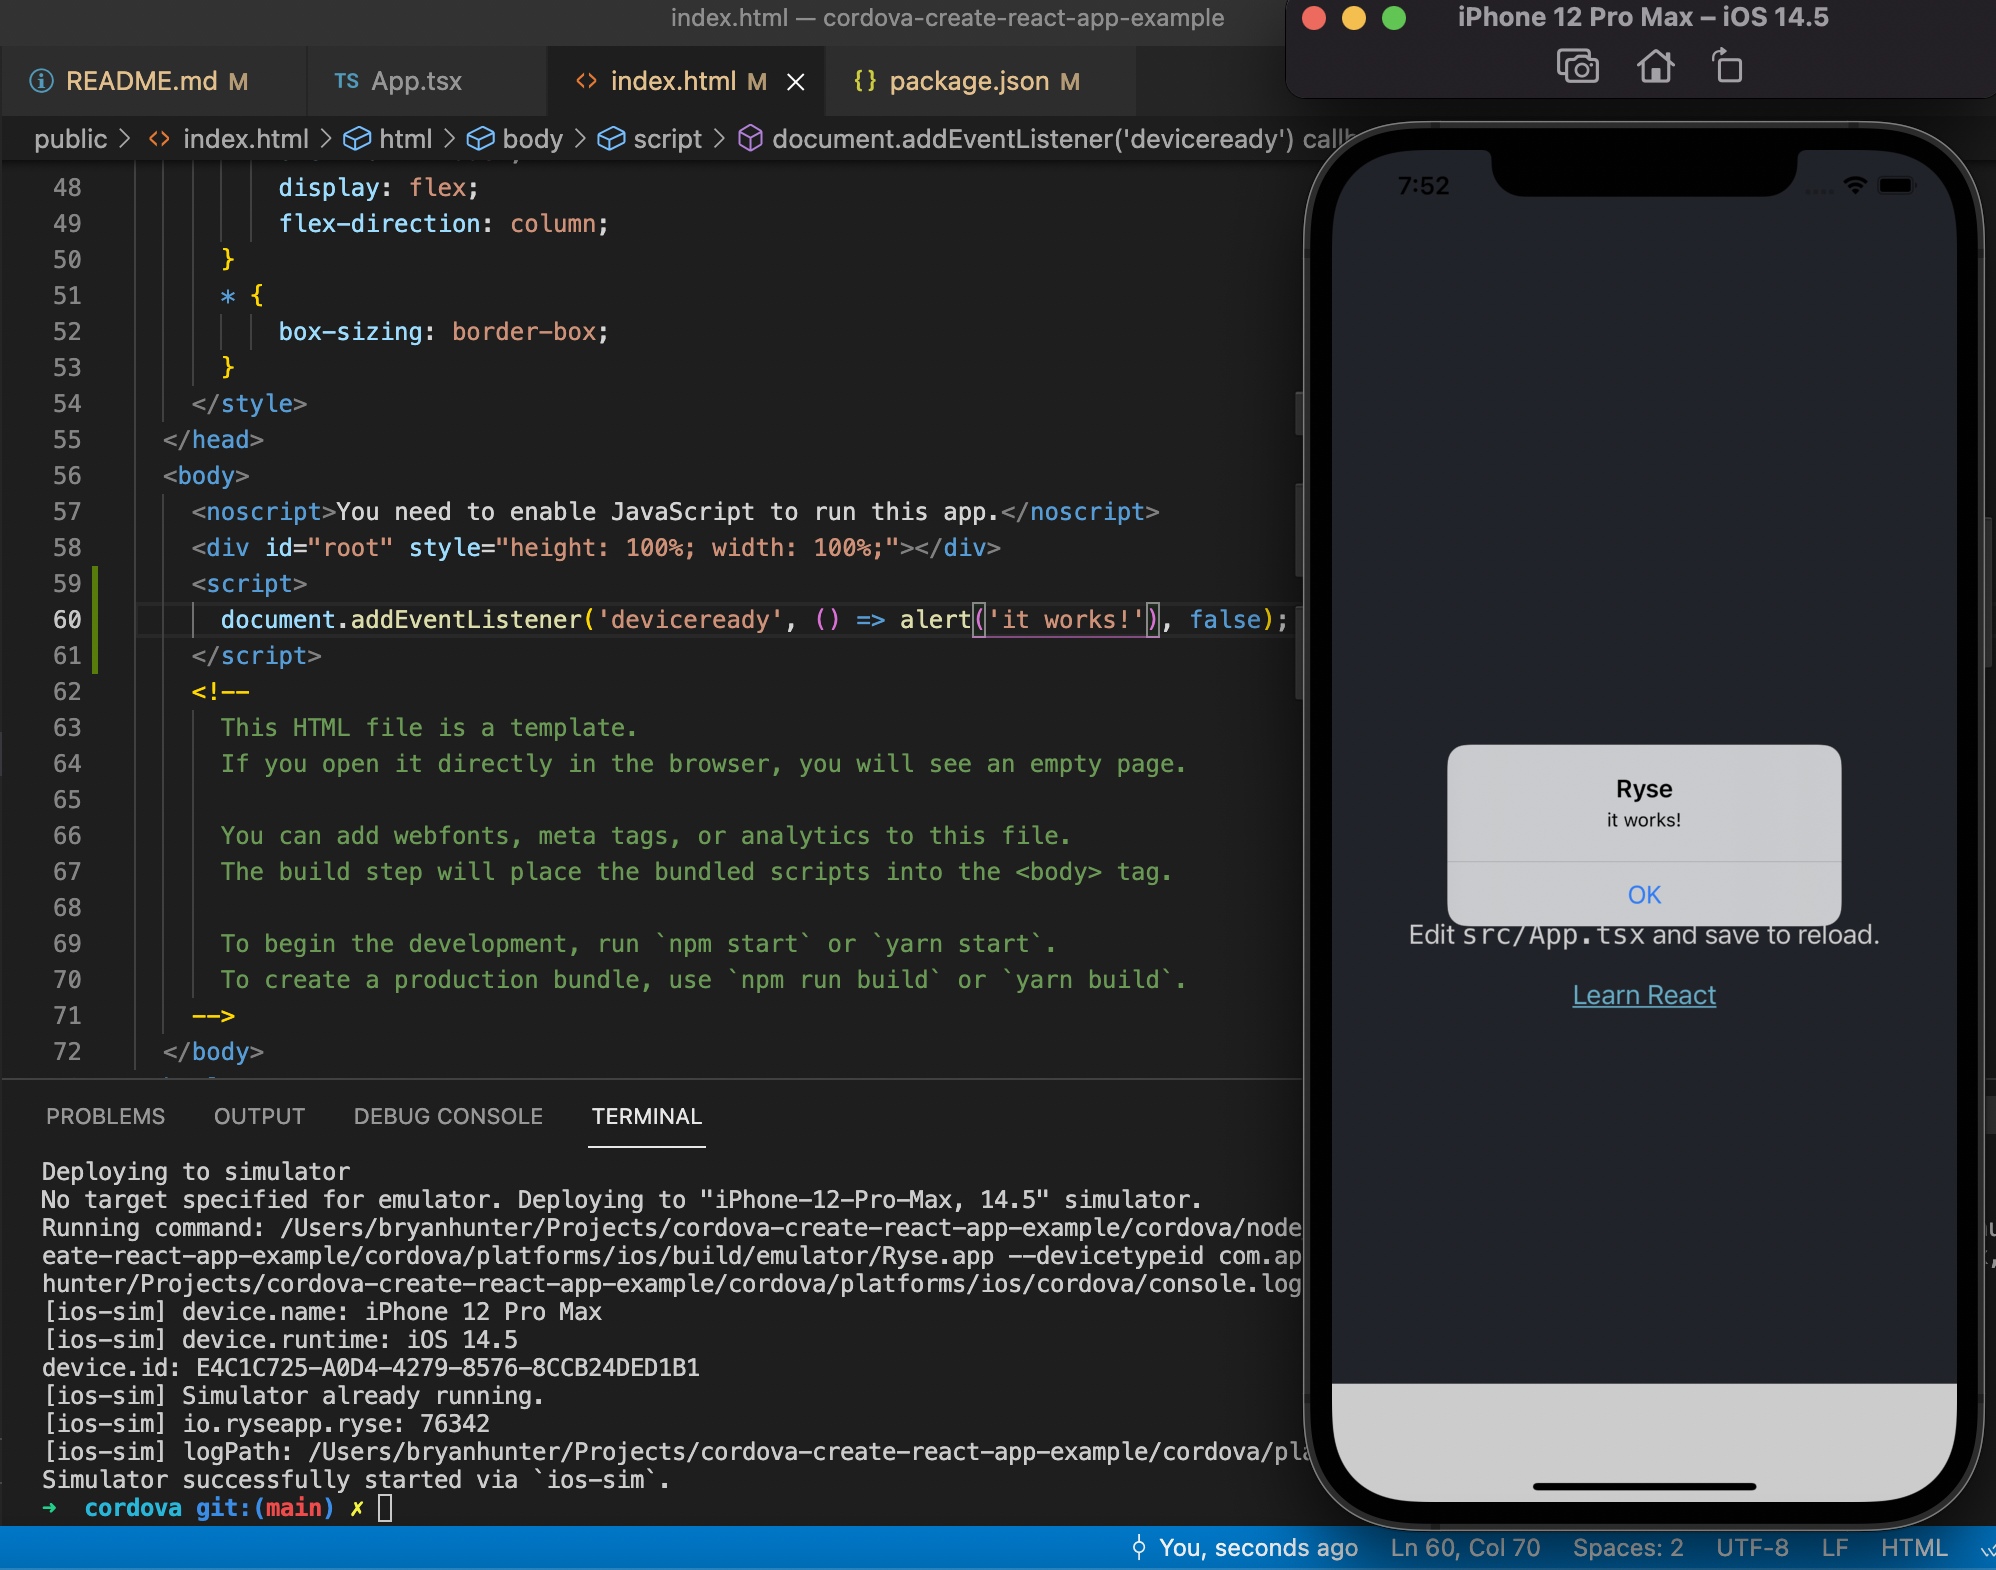 index.html — cordova-create-react-app-example
README.md M
TS App.tsx
index.html M
{} package.json M
public > index.html > html > body > script > document.addEventListener('deviceready')
48 display: flex;
49 flex-direction: column;
50 }
51 * {
52 box-sizing: border-box;
53 }
54 </style>
55 </head>
56 <body>
57 <noscript>You need to enable JavaScript to run this app.</noscript>
58 <div id="root" style="height: 100%; width: 100%;"></div>
59 <script>
60 document.addEventListener('deviceready', () => alert('it works!'), false);
61 </script>
62 <!--
63 This HTML file is a template.
64 If you open it directly in the browser, you will see an empty page.
65
66 You can add webfonts, meta tags, or analytics to this file.
67 The build step will place the bundled scripts into the <body> tag.
68
69 To begin the development, run `npm start` or `yarn start`.
70 To create a production bundle, use `npm run build` or `yarn build`.
71 -->
72 </body>
PROBLEMS OUTPUT DEBUG CONSOLE TERMINAL
Deploying to simulator
No target specified for emulator. Deploying to "iPhone-12-Pro-Max, 14.5" simulator.
Running command: /Users/bryanhunter/Projects/cordova-create-react-app-example/cordova/node
eate-react-app-example/cordova/platforms/ios/build/emulator/Ryse.app --devicetypeid com.ap
hunter/Projects/cordova-create-react-app-example/cordova/platforms/ios/cordova/console.log
[ios-sim] device.name: iPhone 12 Pro Max
[ios-sim] device.runtime: iOS 14.5
device.id: E4C1C725-A0D4-4279-8576-8CCB24DED1B1
[ios-sim] Simulator already running.
[ios-sim] io.ryseapp.ryse: 76342
[ios-sim] logPath: /Users/bryanhunter/Projects/cordova-create-react-app-example/cordova/pla
Simulator successfully started via `ios-sim`.
➜ cordova git:(main) ✗
You, seconds ago Ln 60, Col 70 Spaces: 2 UTF-8 LF HTML
iPhone 12 Pro Max – iOS 14.5
7:52
Ryse
it works!
OK
Edit src/App.tsx and save to reload.
Learn React